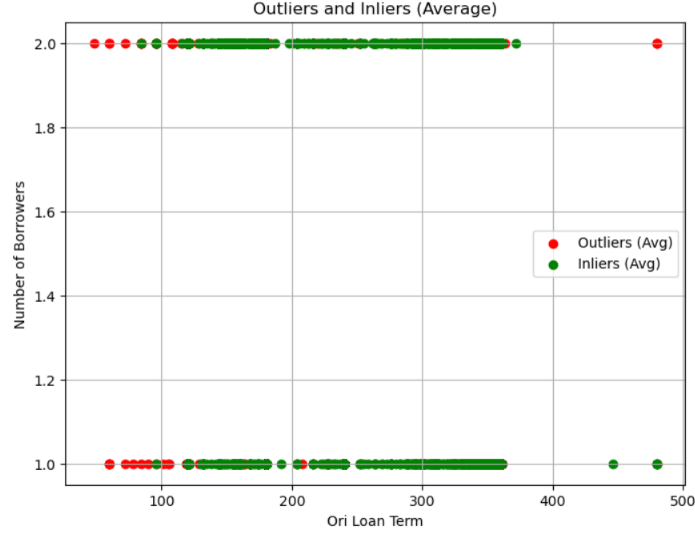 Outliers and Inliers (Average)
2.0
1.8
1.6
1.4
1.2
1.0
Number of Borrowers
Outliers (Avg)
Inliers (Avg)
100 200 300 400 500
Ori Loan Term